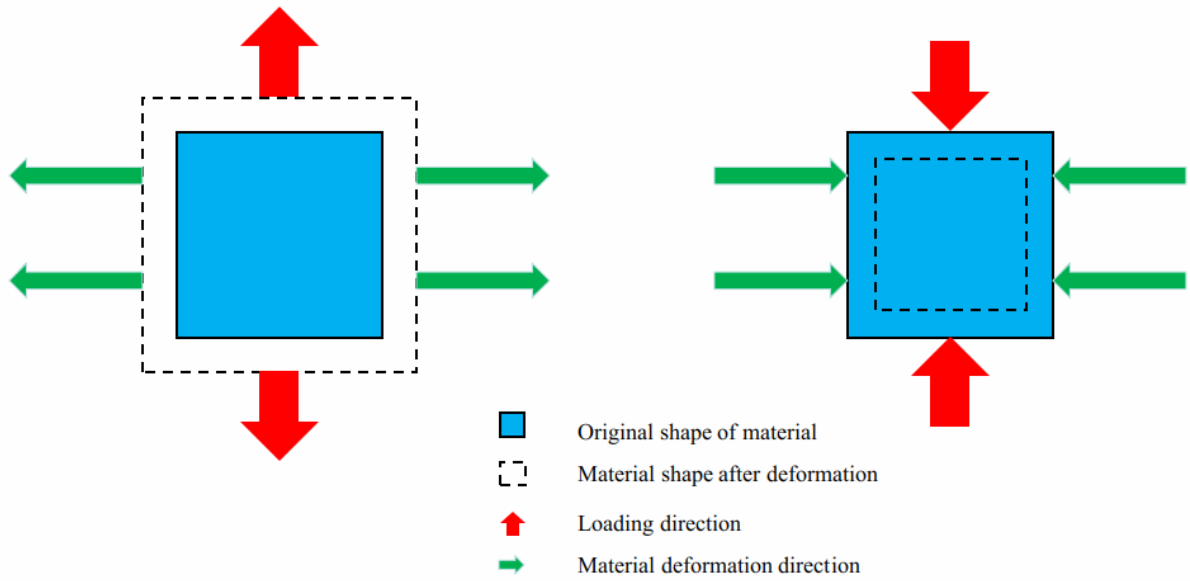 Original shape of material
Material shape after deformation
Loading direction
Material deformation direction